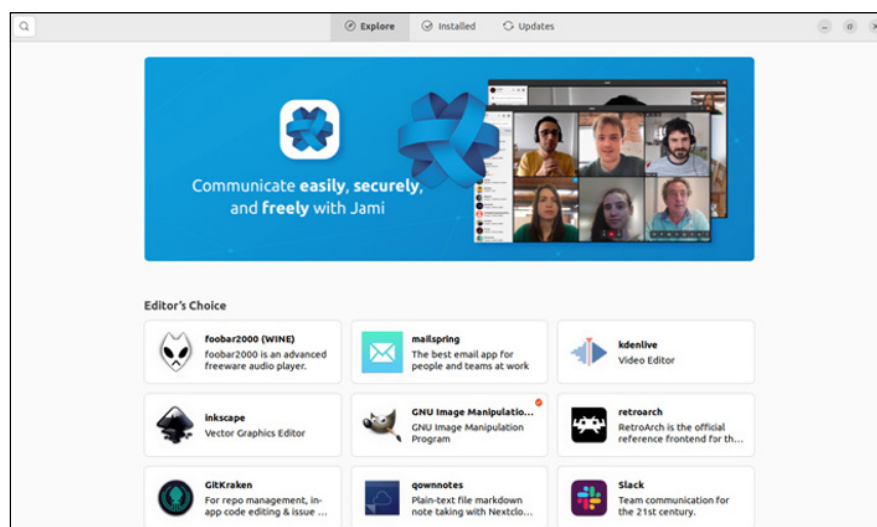 Explore
Installed
Updates
Communicate easily, securely,
and freely with Jami
Editor's Choice
foobar2000 (WINE)
foobar2000 is an advanced
freeware audio player.
mailspring
The best email app for
people and teams at work
kdenlive
Video Editor
inkscape
Vector Graphics Editor
GNU Image Manipulatio...
GNU Image Manipulation
Program
retroarch
RetroArch is the official
reference frontend for th...
GitKraken
For repo management, in-
app code editing & issue ...
qownnotes
Plain-text file markdown
note taking with Nextclo...
Slack
Team communication for
the 21st century.